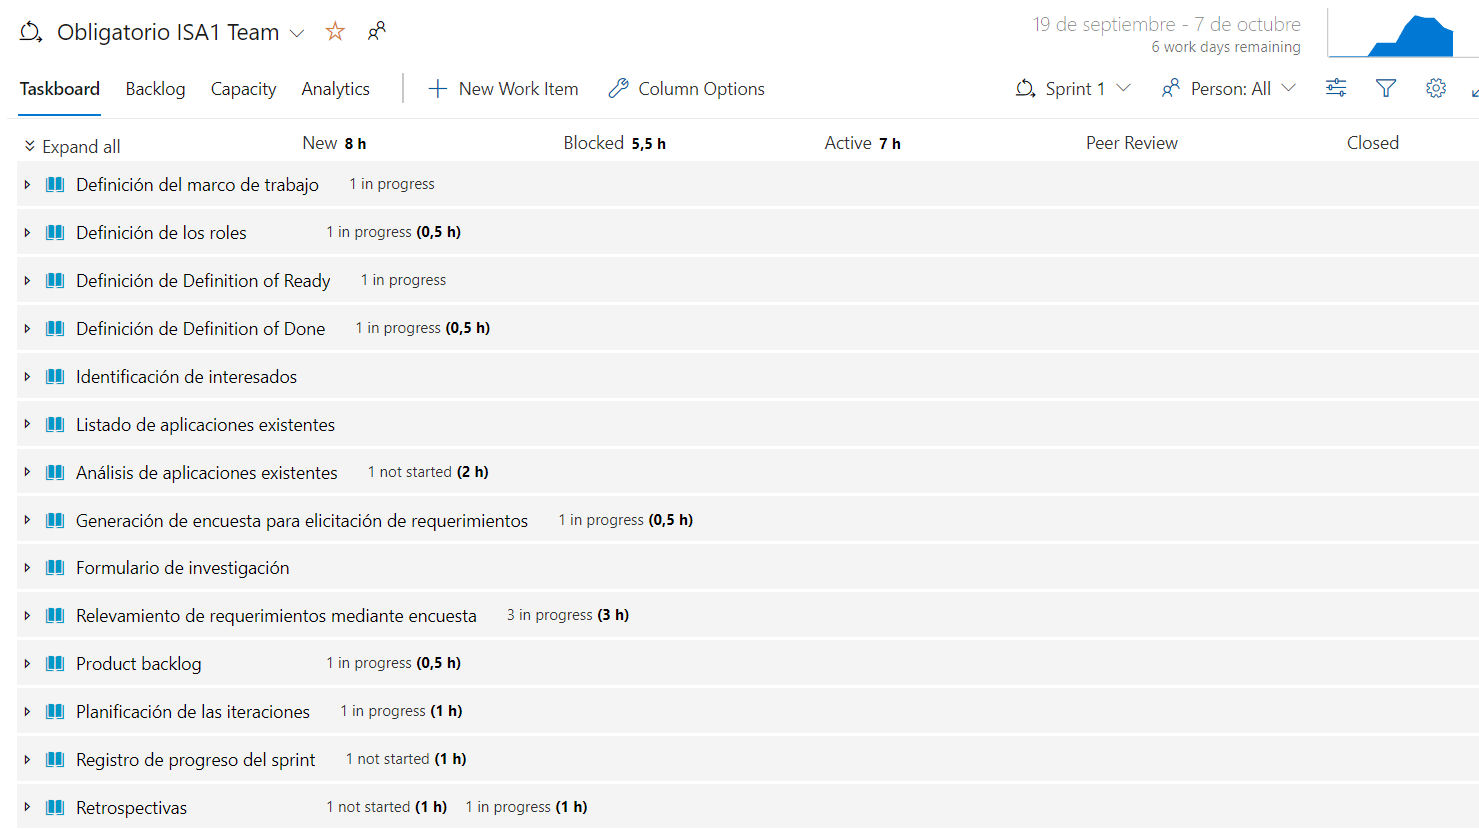 Obligatorio ISA1 Team
19 de septiembre - 7 de octubre
6 work days remaining
Taskboard Backlog Capacity Analytics New Work Item Column Options Sprint 1 Person: All
Expand all New 8 h Blocked 5,5 h Active 7 h Peer Review Closed
Definición del marco de trabajo 1 in progress
Definición de los roles 1 in progress (0,5 h)
Definición de Definition of Ready 1 in progress
Definición de Definition of Done 1 in progress (0,5 h)
Identificación de interesados
Listado de aplicaciones existentes
Análisis de aplicaciones existentes 1 not started (2 h)
Generación de encuesta para elicitación de requerimientos 1 in progress (0,5 h)
Formulario de investigación
Relevamiento de requerimientos mediante encuesta 3 in progress (3 h)
Product backlog 1 in progress (0,5 h)
Planificación de las iteraciones 1 in progress (1 h)
Registro de progreso del sprint 1 not started (1 h)
Retrospectivas 1 not started (1 h) 1 in progress (1 h)